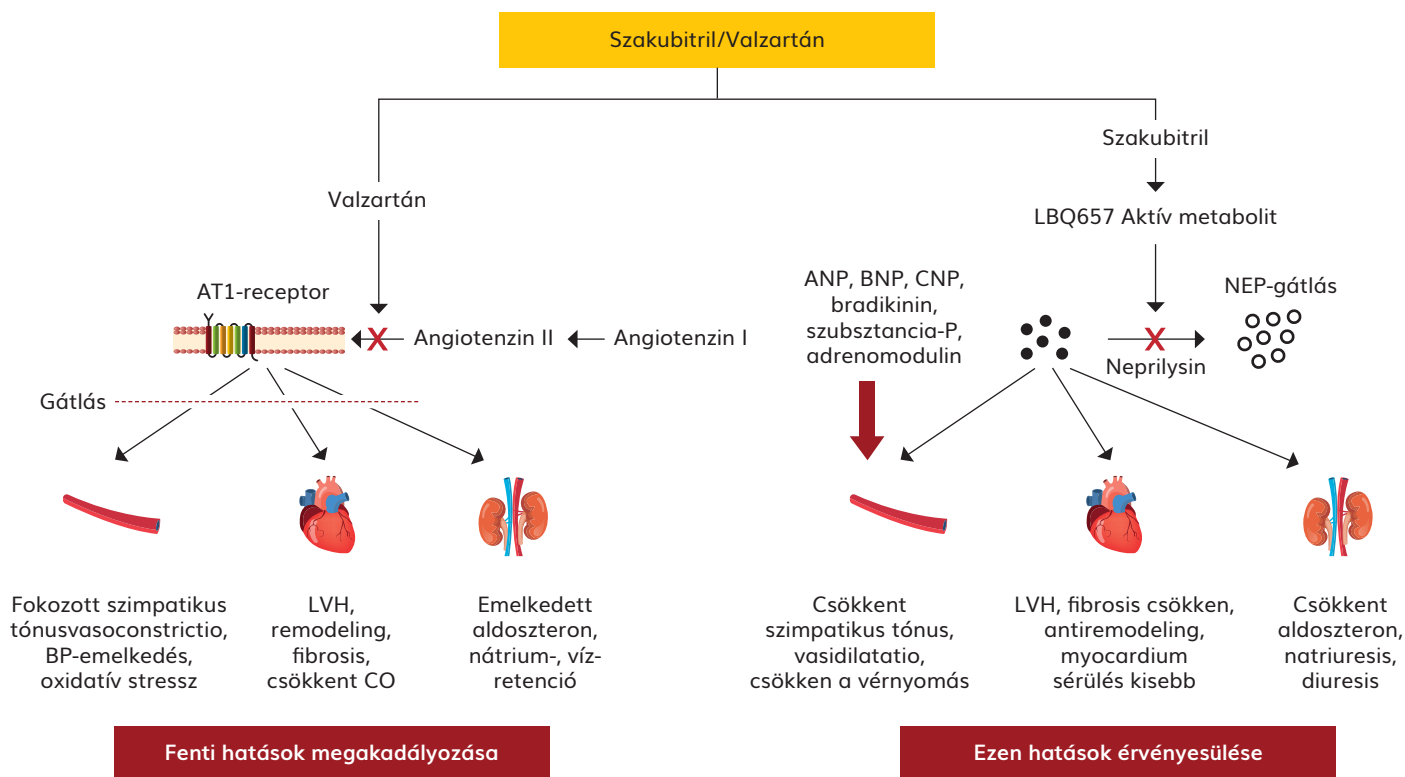 Szakubitril/Valzartán
Szakubitril
Valzartán
LBQ657 Aktív metabolit
ANP, BNP, CNP,
bradikinin,
szubsztancia-P,
adrenomodulin
NEP-gátlás
AT1-receptor
Angiotenzin II
Angiotenzin I
Neprilysin
Gátlás
Fokozott szimpatikus
tónusvasoconstrictio,
BP-emelkedés,
oxidatív stressz
LVH,
remodeling,
fibrosis,
csökkent CO
Emelkedett
aldoszteron,
nátrium-, víz-
retenció
Csökkent
szimpatikus tónus,
vasidilatatio,
csökken a vérnyomás
LVH, fibrosis csökken,
antiremodeling,
myocardium
sérülés kisebb
Csökkent
aldoszteron,
natriuresis,
diuresis
Fenti hatások megakadályozása
Ezen hatások érvényesülése